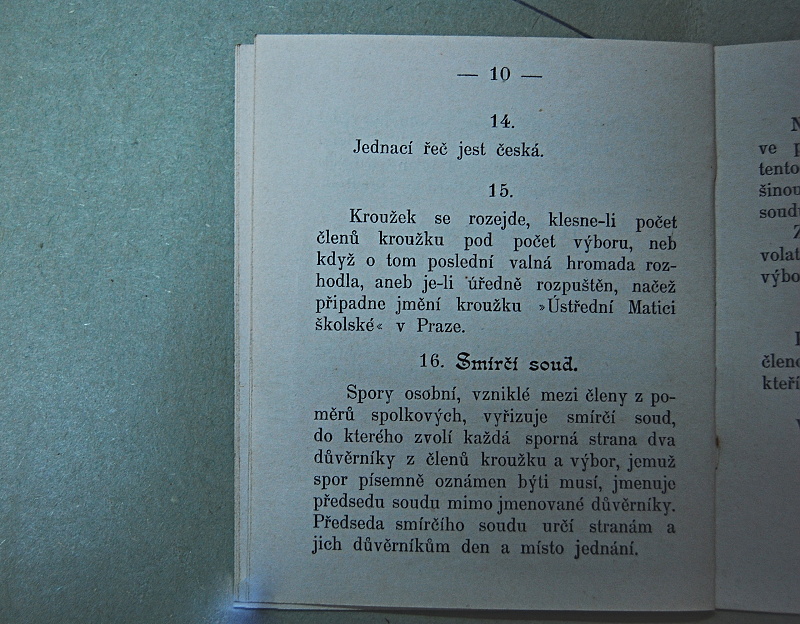 — 10 —
14.
Jednací řeč jest česká.
15.
Kroužek se rozejde, klesne-li počet
členů kroužku pod počet výboru, neb
když o tom poslední valná hromada roz-
hodla, aneb je-li úředně rozpuštěn, načež
připadne jmění kroužku »Ústřední Matici
školské« v Praze.
16. Smírčí soud.
Spory osobní, vzniklé mezi členy z po-
měrů spolkových, vyřizuje smírčí soud,
do kterého zvolí každá sporná strana dva
důvěrníky z členů kroužku a výbor, jemuž
spor písemně oznámen býti musí, jmenuje
předsedu soudu mimo jmenované důvěrníky.
Předseda smírčího soudu určí stranám a
jich důvěrníkům den a místo jednání.
ve
tento